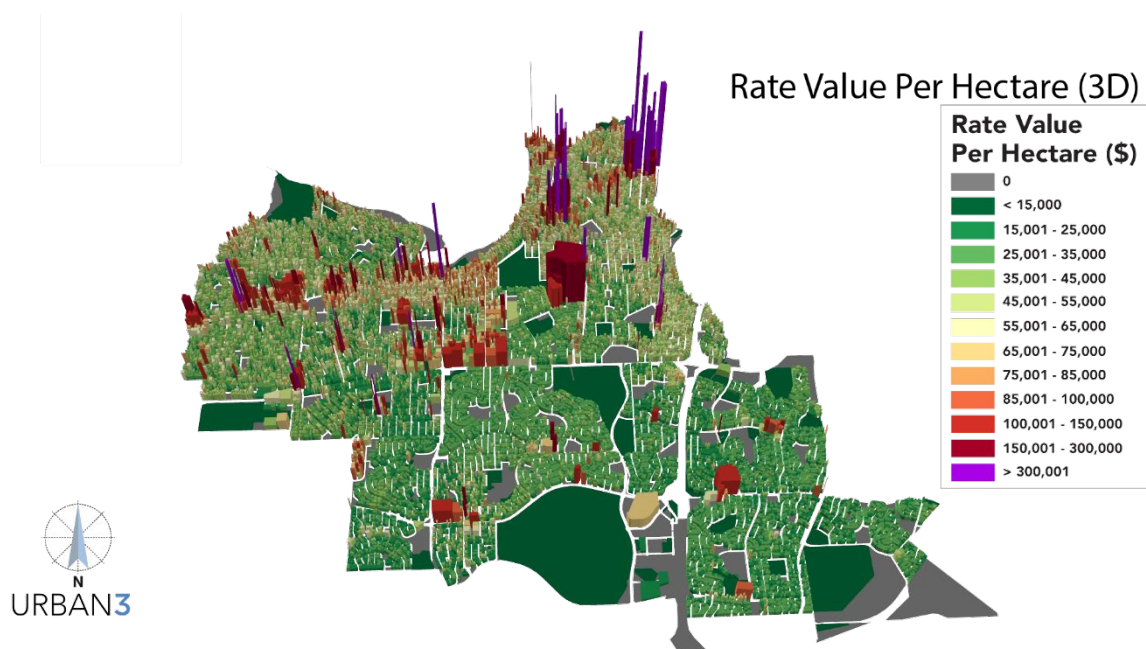 Rate Value Per Hectare (3D)
Rate Value
Per Hectare ($)
0
< 15,000
15,001 - 25,000
25,001 - 35,000
35,001 - 45,000
45,001 - 55,000
55,001 - 65,000
65,001 - 75,000
75,001 - 85,000
85,001 - 100,000
100,001 - 150,000
150,001 - 300,000
> 300,001
N
URBAN3